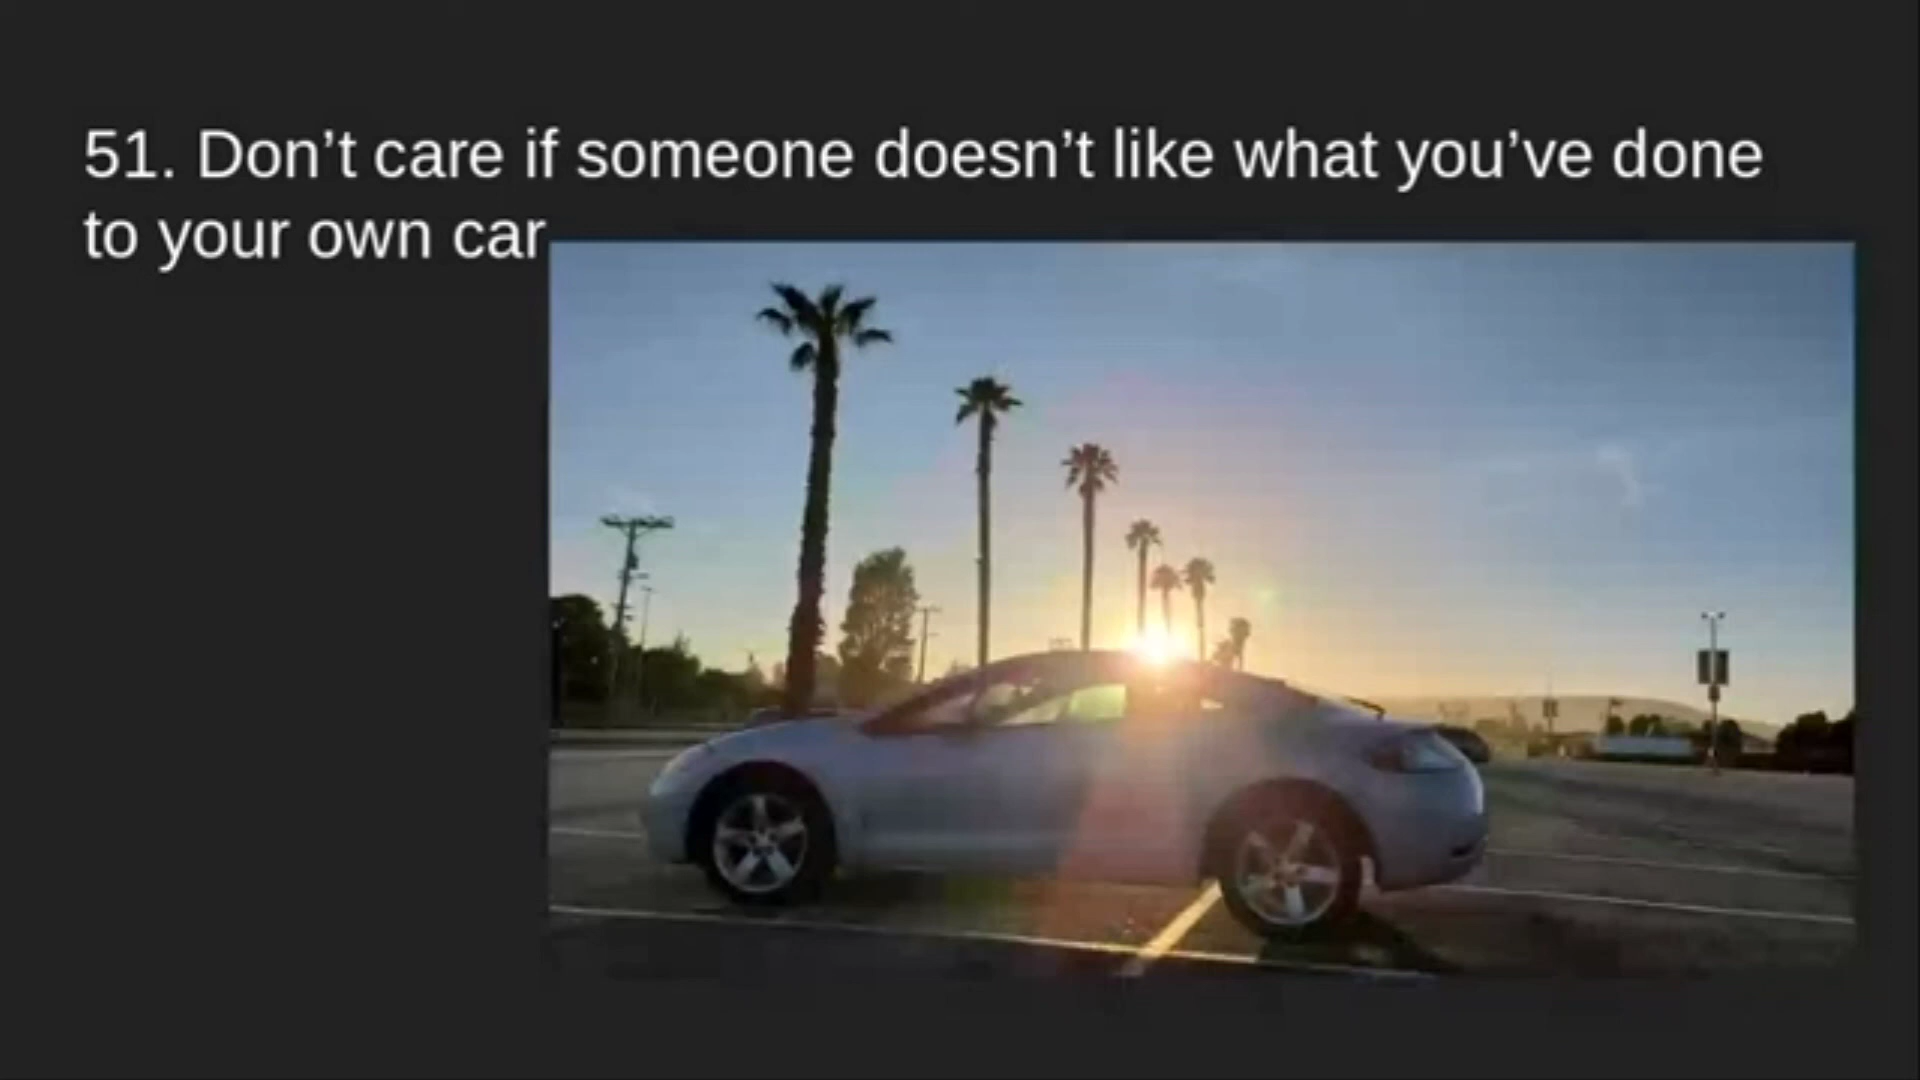 51. Don’t care if someone doesn’t like what you’ve done
to your own car